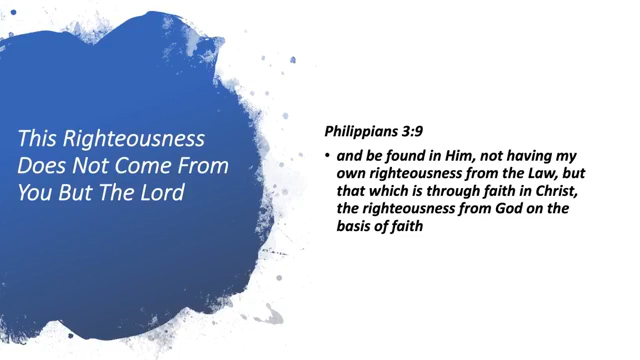 This Righteousness
Does Not Come From
You But The Lord
Philippians 3:9
• and be found in Him, not having my
own righteousness from the Law, but
that which is through faith in Christ,
the righteousness from God on the
basis of faith